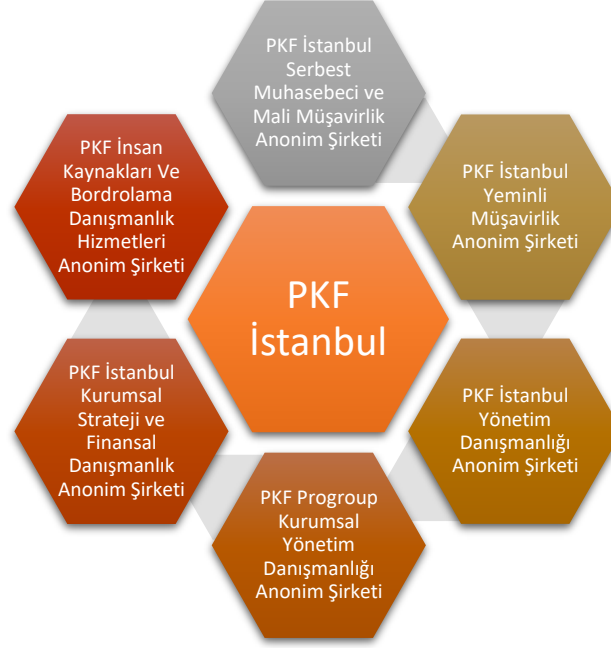 PKF İstanbul
Serbest
Muhasebeci ve
Mali Müşavirlik
Anonim Şirketi
PKF İstanbul
Yeminli
Müşavirlik
Anonim Şirketi
PKF İstanbul
Yönetim
Danışmanlığı
Anonim Şirketi
PKF Progroup
Kurumsal
Yönetim
Danışmanlığı
Anonim Şirketi
PKF İstanbul
Kurumsal
Strateji ve
Finansal
Danışmanlık
Anonim Şirketi
PKF İnsan
Kaynakları Ve
Bordrolama
Danışmanlık
Hizmetleri
Anonim Şirketi
PKF
İstanbul